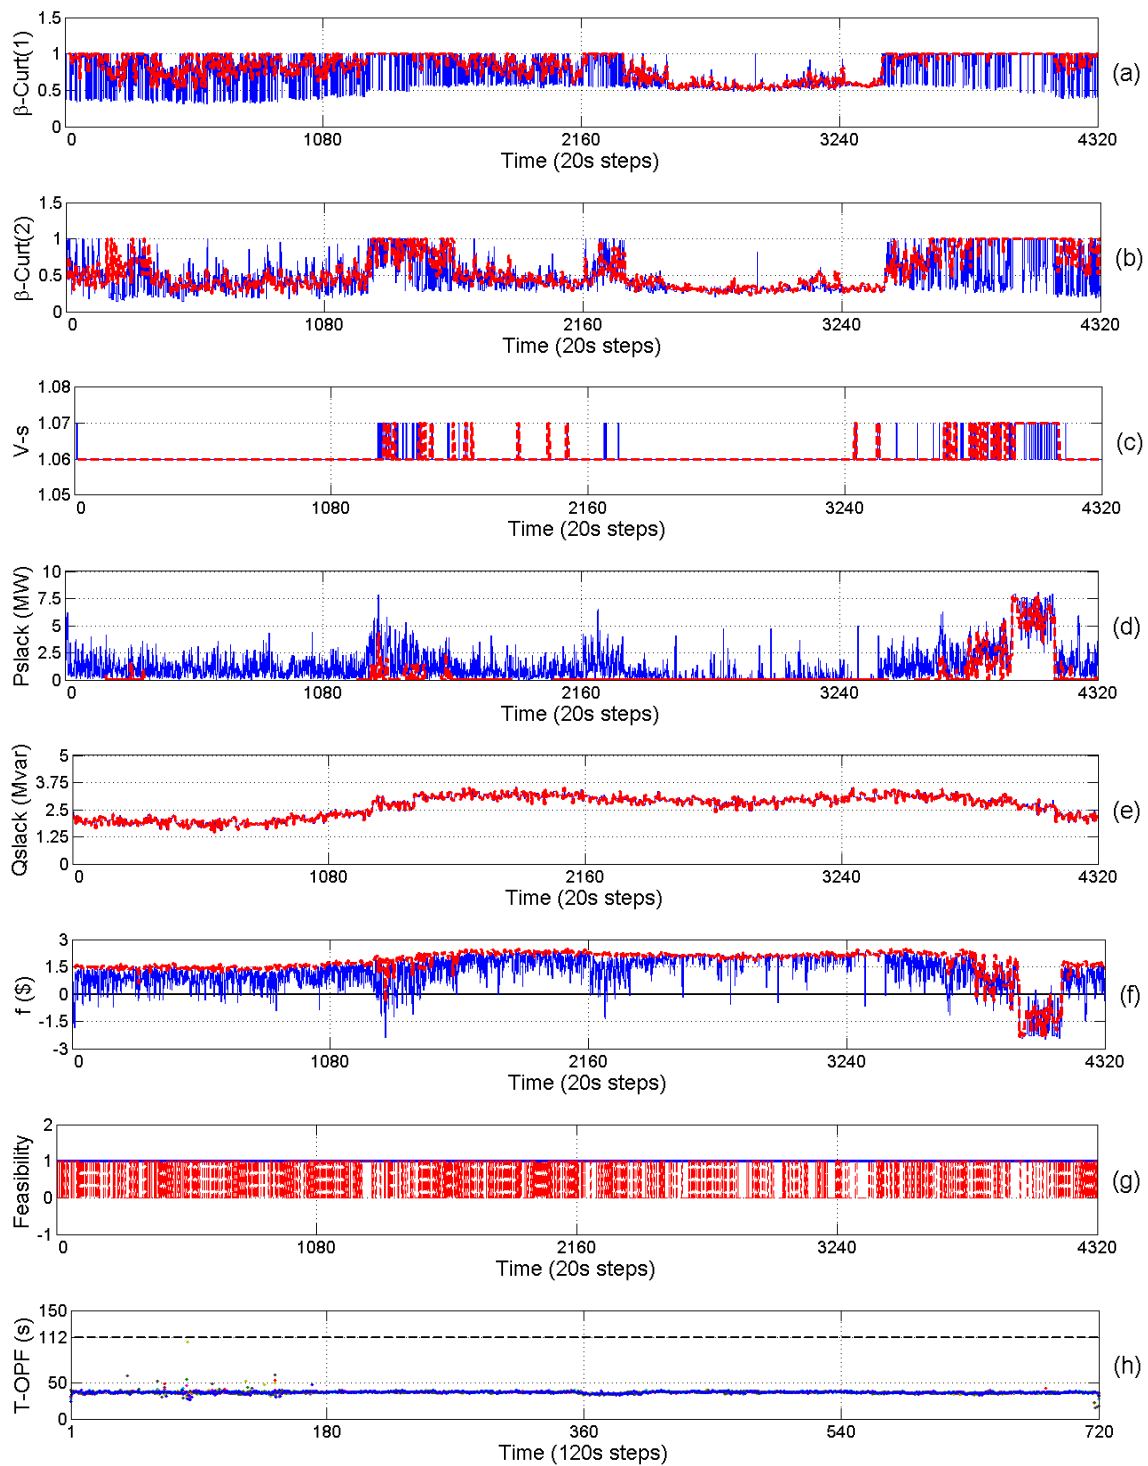 1.5
1
0.5
0
β-Curt(1)
0 1080 2160 3240 4320
Time (20s steps)
(a)
1.5
1
0.5
0
β-Curt(2)
0 1080 2160 3240 4320
Time (20s steps)
(b)
1.08
1.07
1.06
1.05
V-s
0 1080 2160 3240 4320
Time (20s steps)
(c)
10
7.5
5
2.5
0
Pslack (MW)
0 1080 2160 3240 4320
Time (20s steps)
(d)
5
3.75
2.5
1.25
0
Qslack (Mvar)
0 1080 2160 3240 4320
Time (20s steps)
(e)
3
1.5
0
-1.5
-3
f ($)
0 1080 2160 3240 4320
Time (20s steps)
(f)
2
1
0
-1
Feasibility
0 1080 2160 3240 4320
Time (20s steps)
(g)
150
112
50
0
T-OPF (s)
1 180 360 540 720
Time (120s steps)
(h)